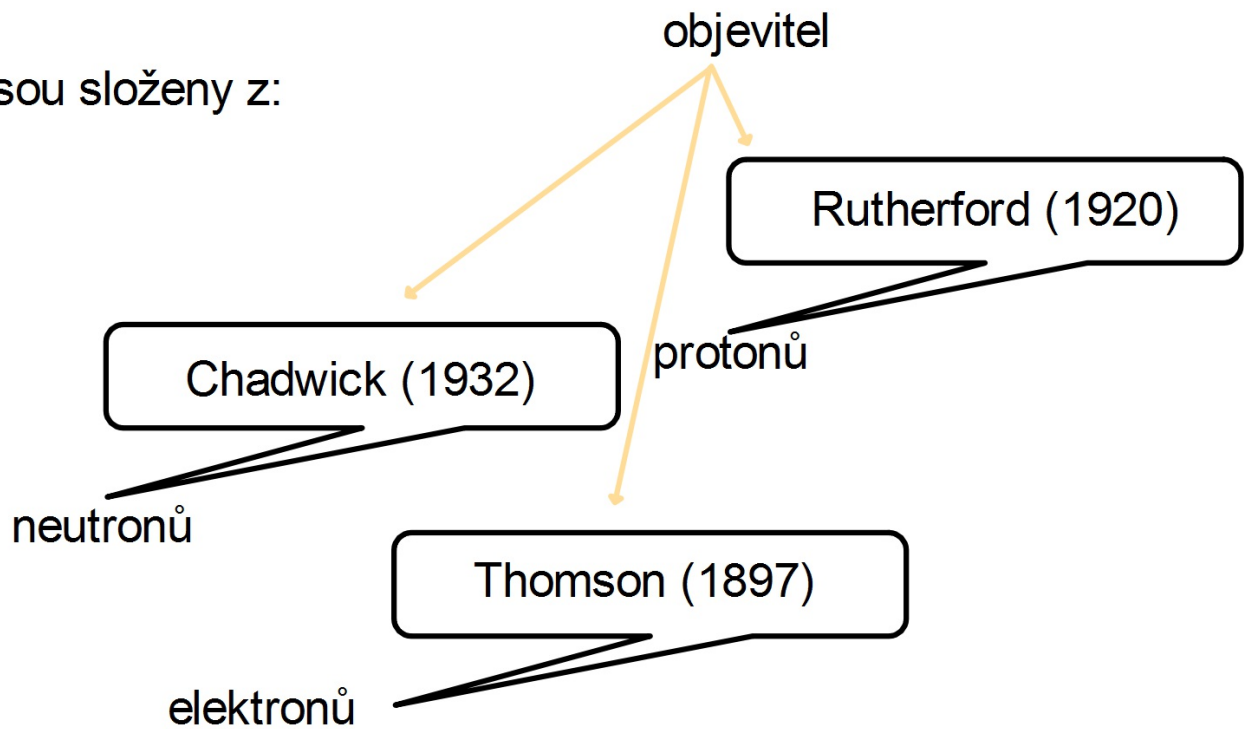 objevitel
sou složeny z:
Rutherford (1920)
protonů
Chadwick (1932)
neutronů
Thomson (1897)
elektronů